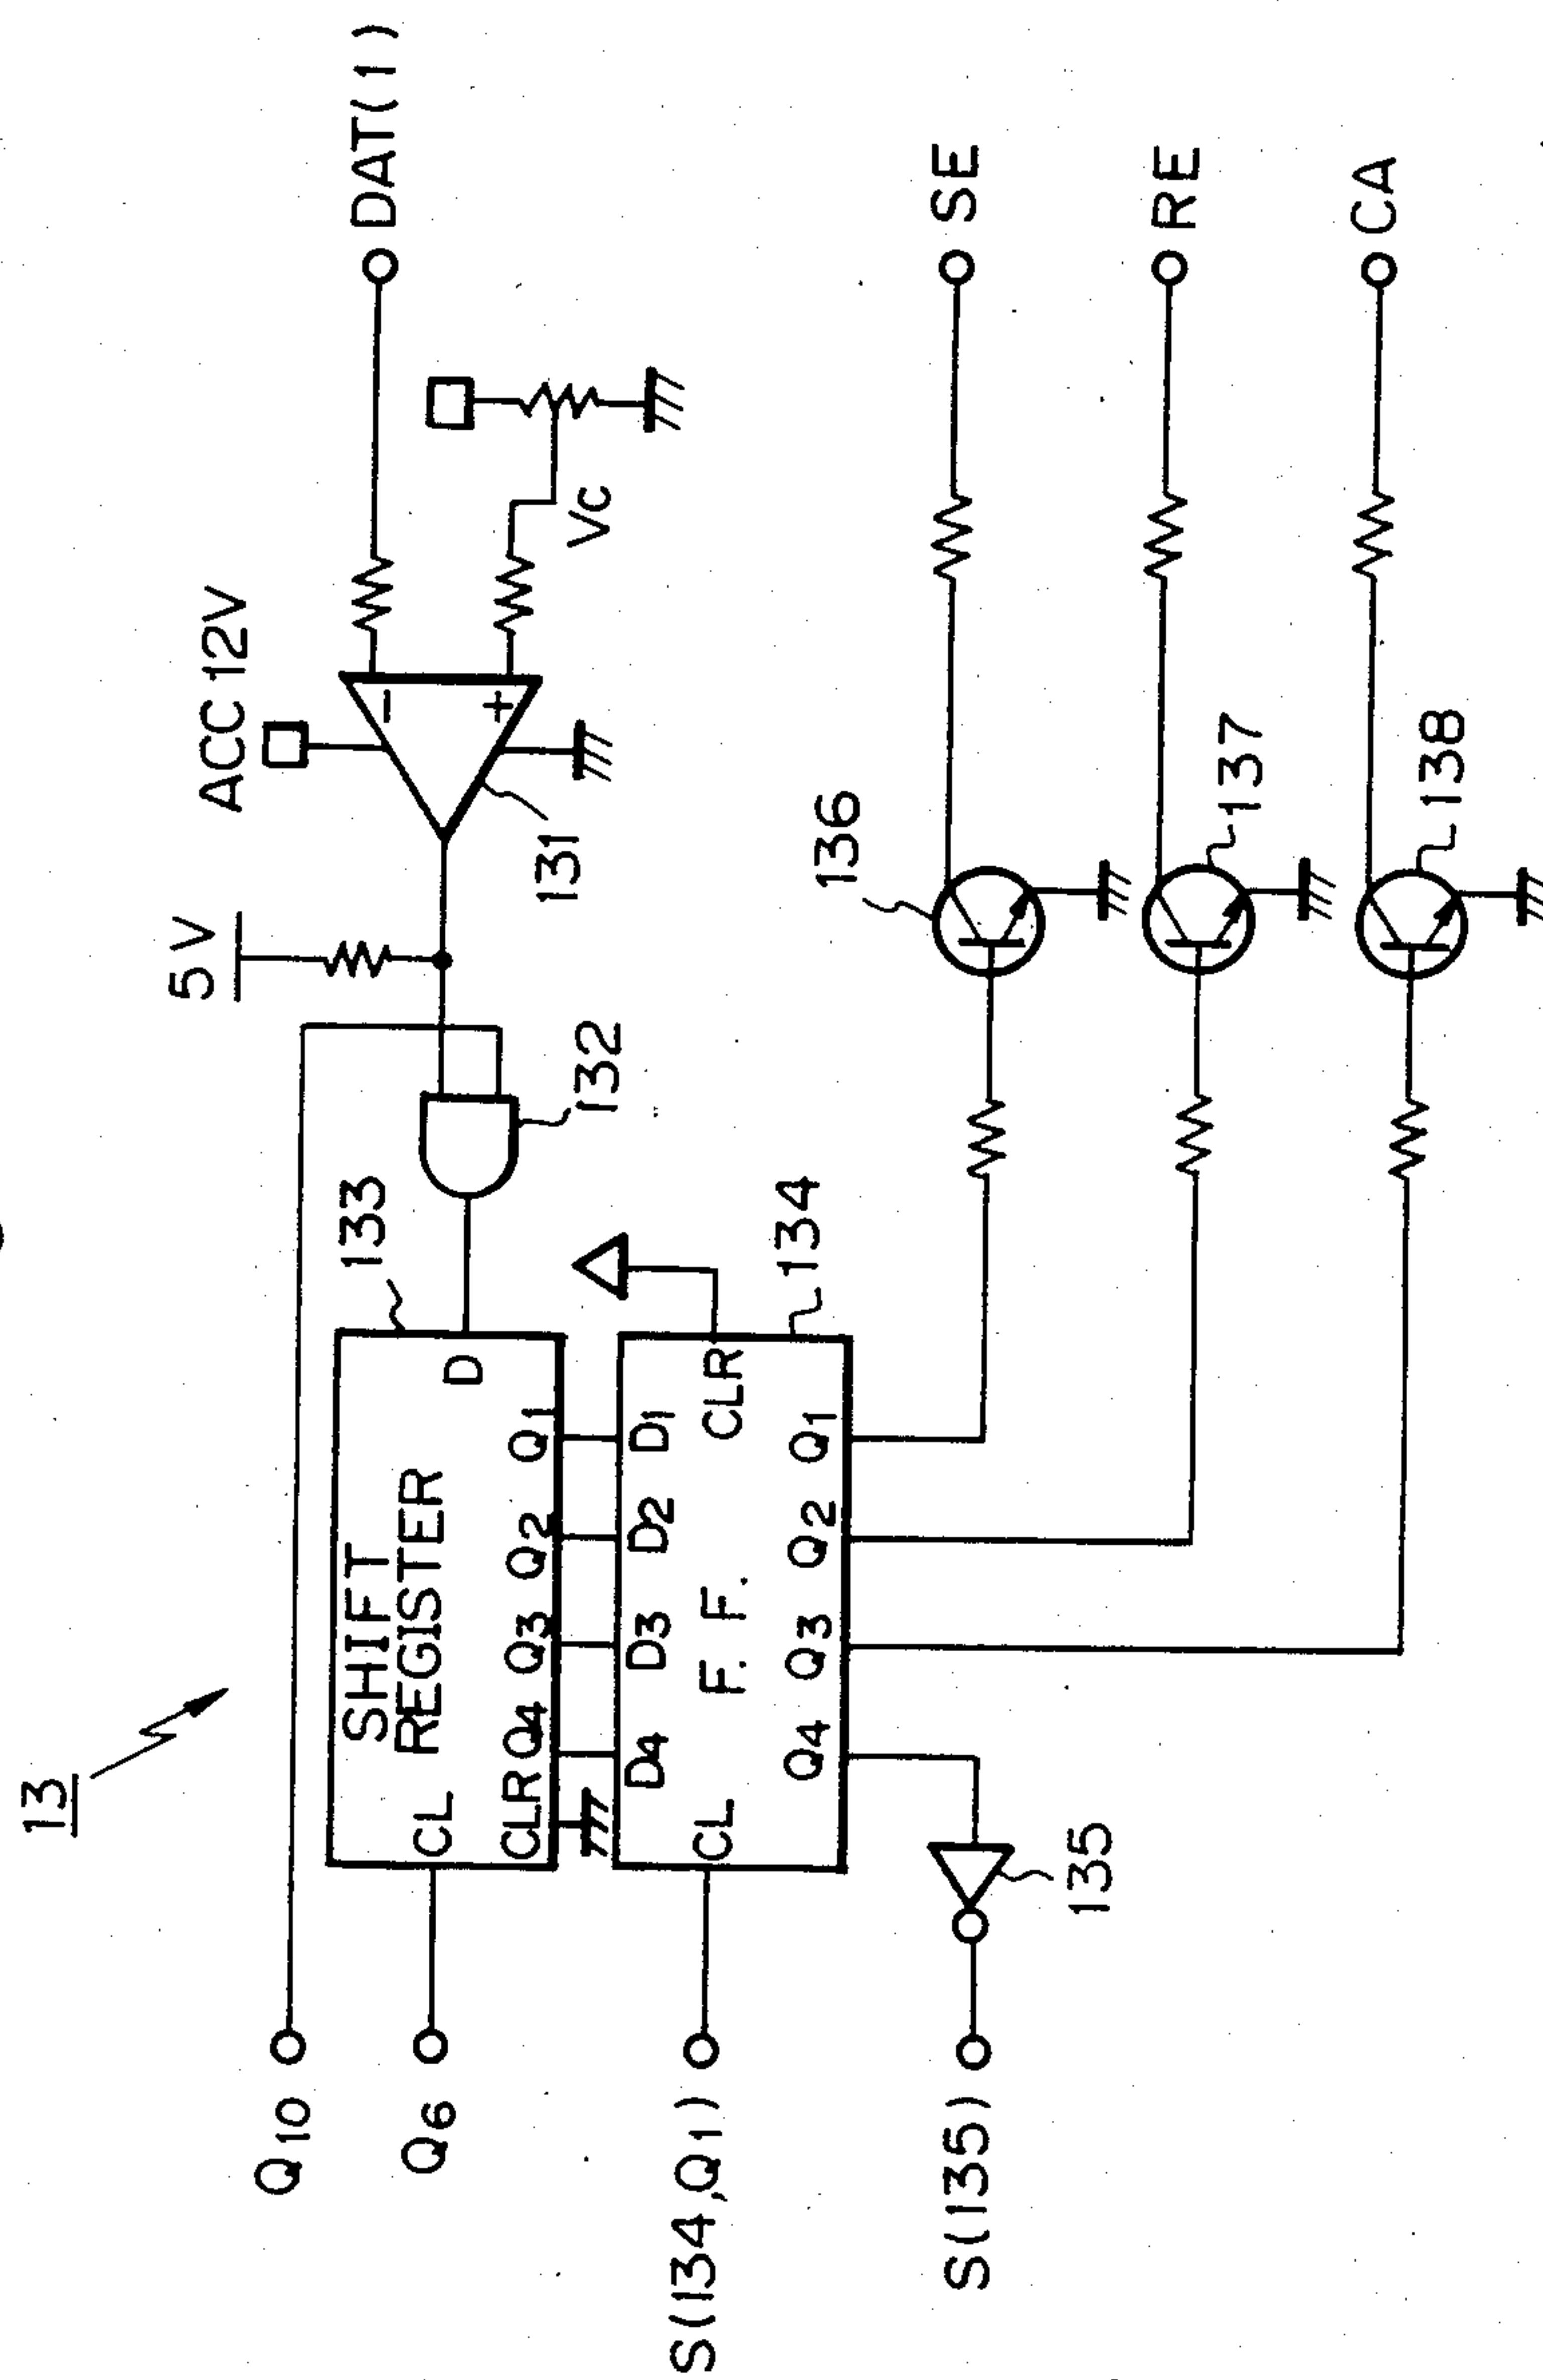 13
Q10
Q6
S(134,Q1)
S(135)
SHIFT
REGISTER
CL
D
CLR
Q4
Q3
Q2
Q1
133
D4
D3
D2
D1
F. F.
CL
CLR
Q4
Q3
Q2
Q1
134
135
132
5V
131
ACC 12V
−
+
VC
DAT(1)
136
137
138
SE
RE
CA